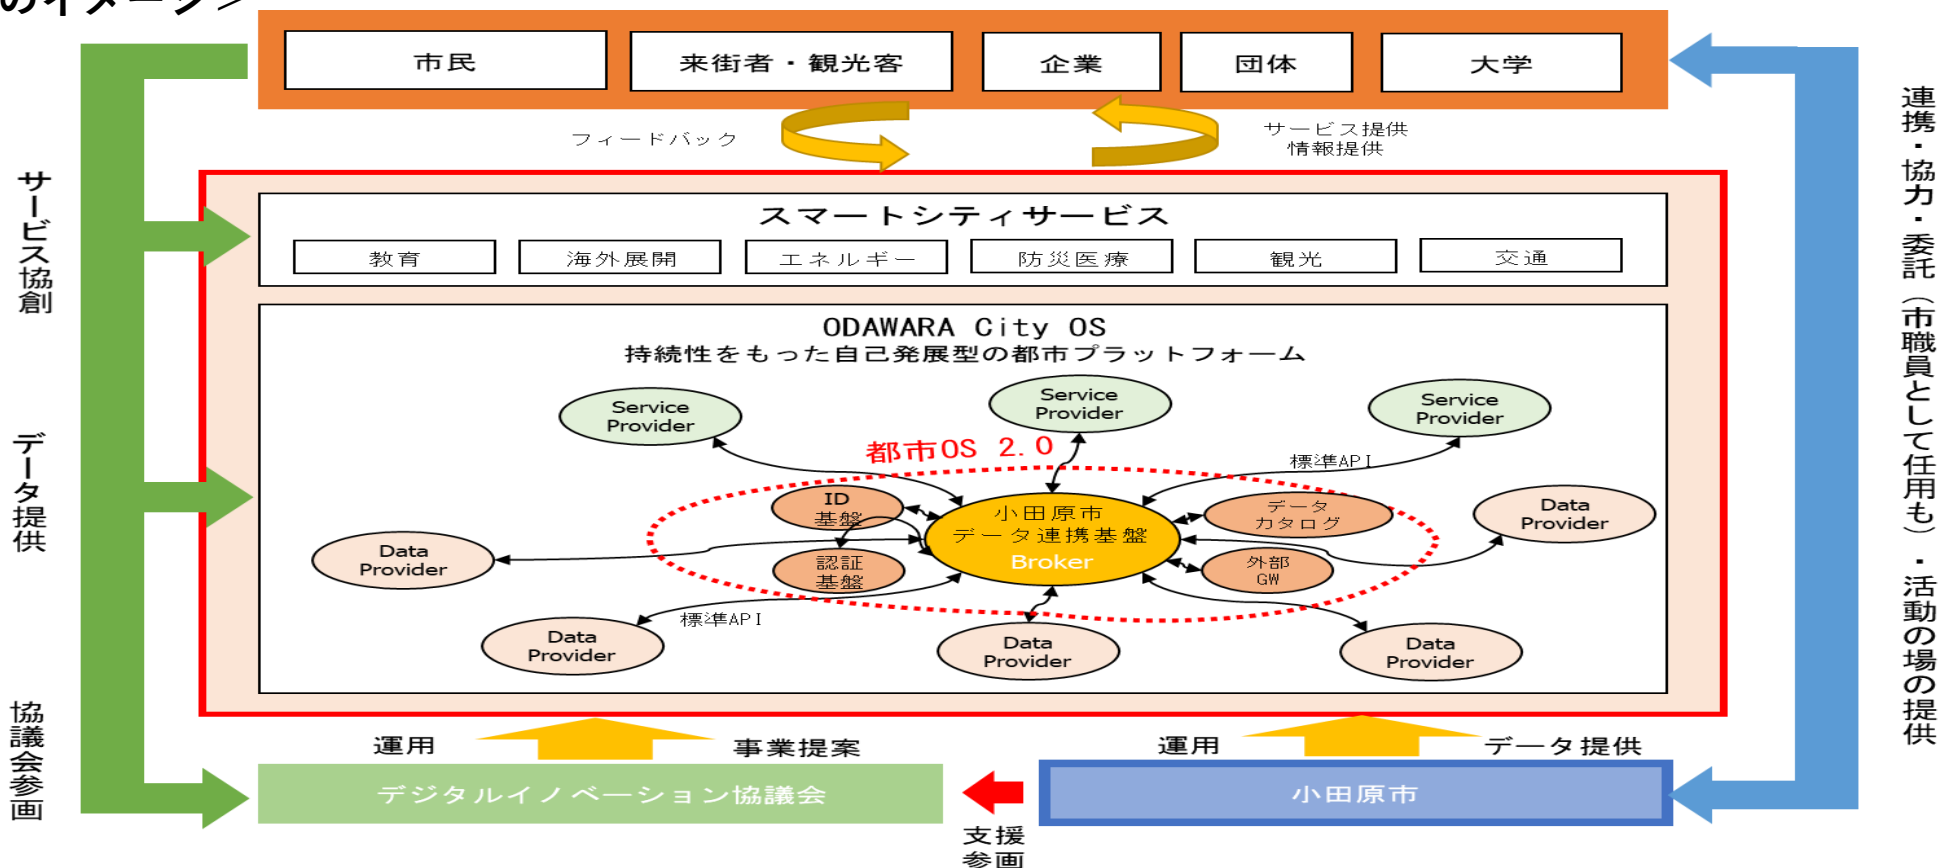 のイメージ＞
市民
来街者・観光客
企業
団体
大学
フィードバック
サービス提供
情報提供
スマートシティサービス
教育
海外展開
エネルギー
防災医療
観光
交通
ODAWARA City OS
持続性をもった自己発展型の都市プラットフォーム
Service
Provider
Service
Provider
Service
Provider
都市OS 2.0
標準API
ID
基盤
小田原市
データ連携基盤
Broker
データ
カタログ
Data
Provider
Data
Provider
認証
基盤
外部
GW
標準API
Data
Provider
Data
Provider
Data
Provider
運用
事業提案
運用
データ提供
デジタルイノベーション協議会
小田原市
支援
参画
サービス協創
データ提供
協議会参画
連携・協力・委託（市職員として任用も）・活動の場の提供